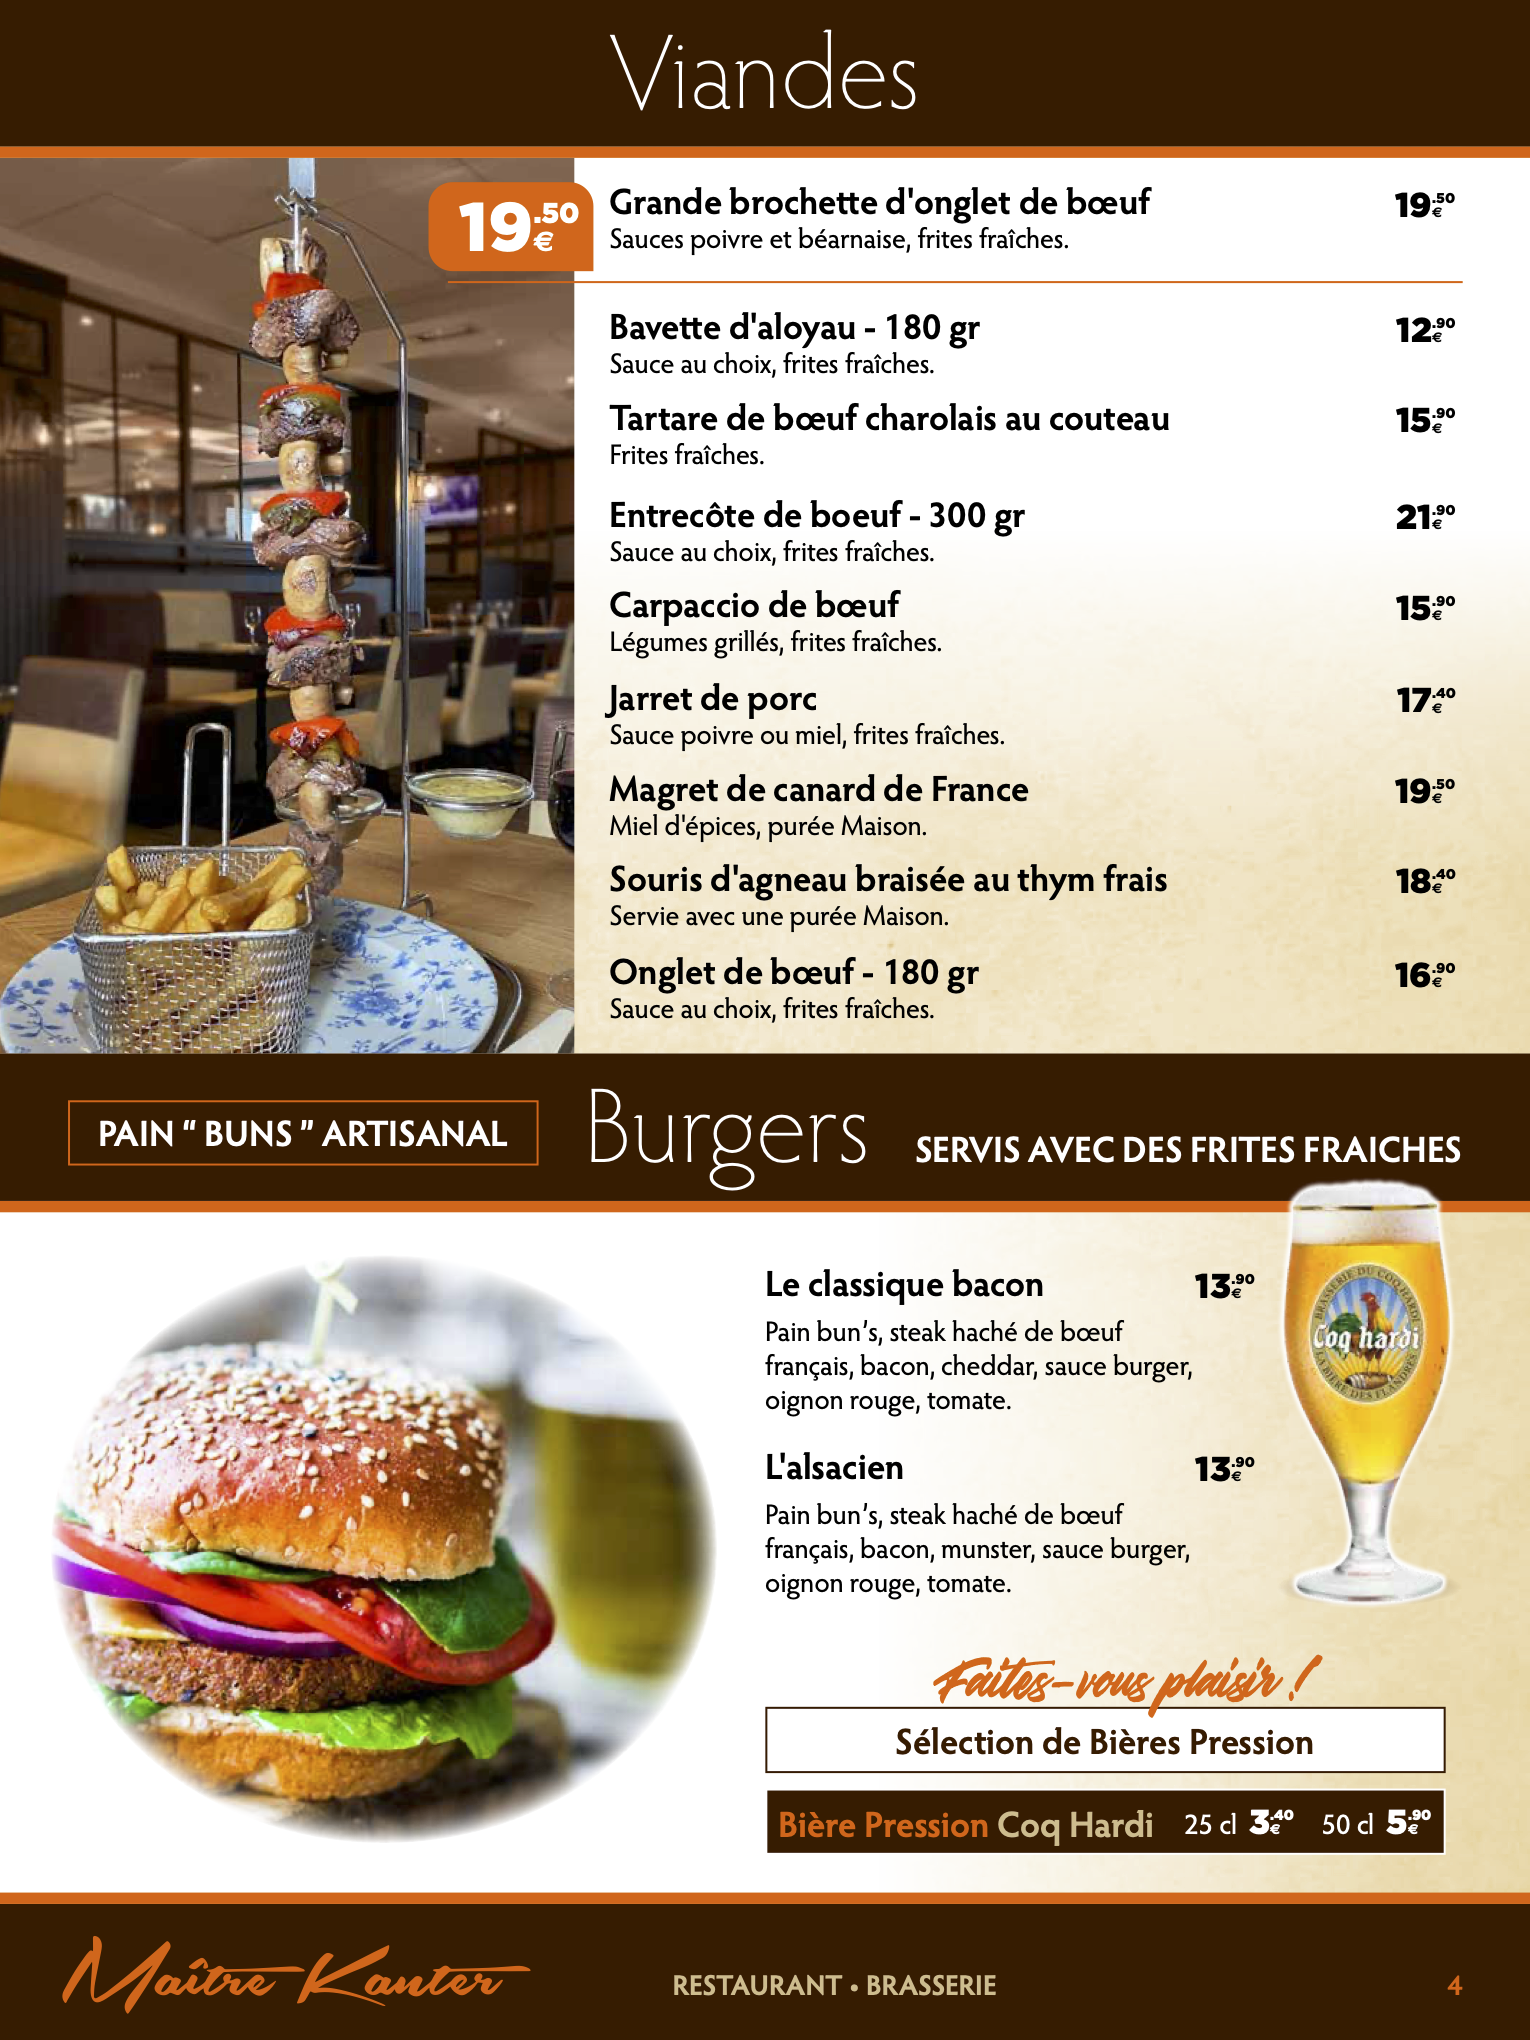 Viandes
19.50€
Grande brochette d'onglet de bœuf 19.50€
Sauces poivre et béarnaise, frites fraîches.
Bavette d'aloyau - 180 gr 12.90€
Sauce au choix, frites fraîches.
Tartare de bœuf charolais au couteau 15.90€
Frites fraîches.
Entrecôte de boeuf - 300 gr 21.90€
Sauce au choix, frites fraîches.
Carpaccio de bœuf 15.90€
Légumes grillés, frites fraîches.
Jarret de porc 17.40€
Sauce poivre ou miel, frites fraîches.
Magret de canard de France 19.50€
Miel d'épices, purée Maison.
Souris d'agneau braisée au thym frais 18.40€
Servie avec une purée Maison.
Onglet de bœuf - 180 gr 16.90€
Sauce au choix, frites fraîches.
PAIN “ BUNS ” ARTISANAL
Burgers
SERVIS AVEC DES FRITES FRAICHES
Le classique bacon 13.90€
Pain bun’s, steak haché de bœuf
français, bacon, cheddar, sauce burger,
oignon rouge, tomate.
BRASSERIE DU COQ HARDI
Coq hardi
LA BIÈRE DES FLANDRES
L'alsacien 13.90€
Pain bun’s, steak haché de bœuf
français, bacon, munster, sauce burger,
oignon rouge, tomate.
Faites-vous plaisir !
Sélection de Bières Pression
Bière Pression Coq Hardi 25 cl 3.40€ 50 cl 5.90€
Maître Kanter
RESTAURANT • BRASSERIE
4